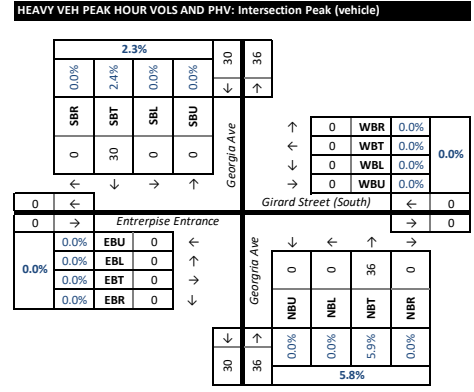 HEAVY VEH PEAK HOUR VOLS AND PHV: Intersection Peak (vehicle)
2.3%
30 36
0.0% 2.4% 0.0% 0.0%
↓ ↑
SBR SBT SBL SBU
Georgia Ave
0 30 0 0
↑ 0 WBR 0.0%
← 0 WBT 0.0%
0.0%
↓ 0 WBL 0.0%
→ 0 WBU 0.0%
← ↓ → ↑
0 ←
Girard Street (South) ← 0
0 → Entrerpise Entrance
→ 0
0.0%
0.0% EBU 0 ←
0.0% EBL 0 ↑
0.0% EBT 0 →
0.0% EBR 0 ↓
Georgria Ave
↓ ← ↑ →
0 0 36 0
NBU NBL NBT NBR
↓ ↑
0.0% 0.0% 5.9% 0.0%
30 36
5.8%